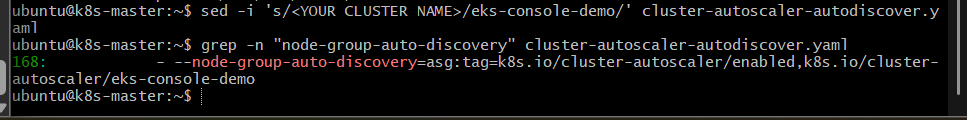 ubuntu@k8s-master:~$ sed -i 's/<YOUR CLUSTER NAME>/eks-console-demo/' cluster-autoscaler-autodiscover.y
aml
ubuntu@k8s-master:~$ grep -n "node-group-auto-discovery" cluster-autoscaler-autodiscover.yaml
168:            - --node-group-auto-discovery=asg:tag=k8s.io/cluster-autoscaler/enabled,k8s.io/cluster-
autoscaler/eks-console-demo
ubuntu@k8s-master:~$